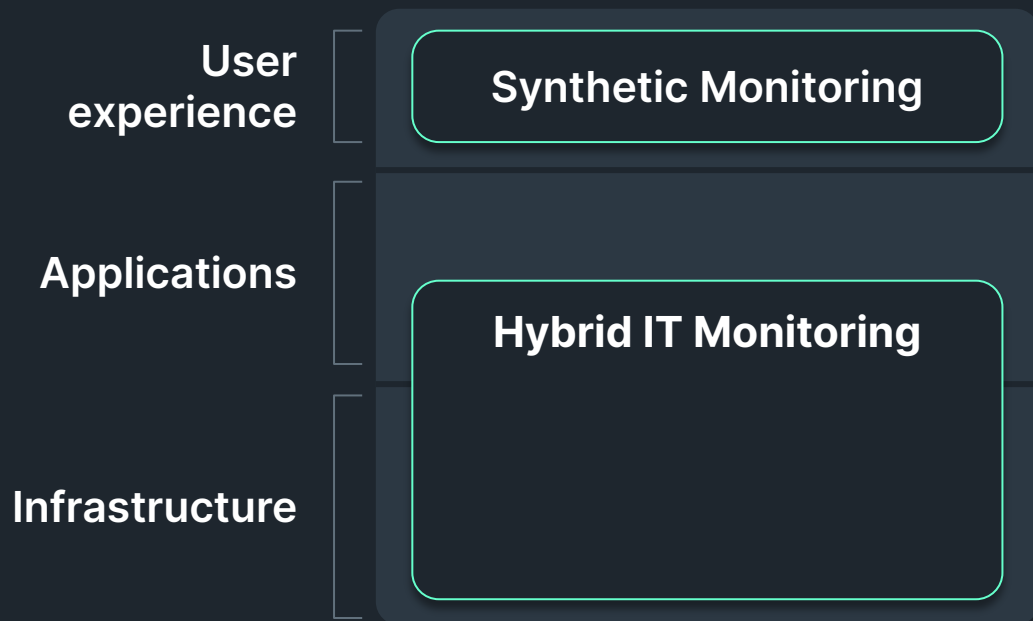 User
experience
Synthetic Monitoring
Applications
Hybrid IT Monitoring
Infrastructure